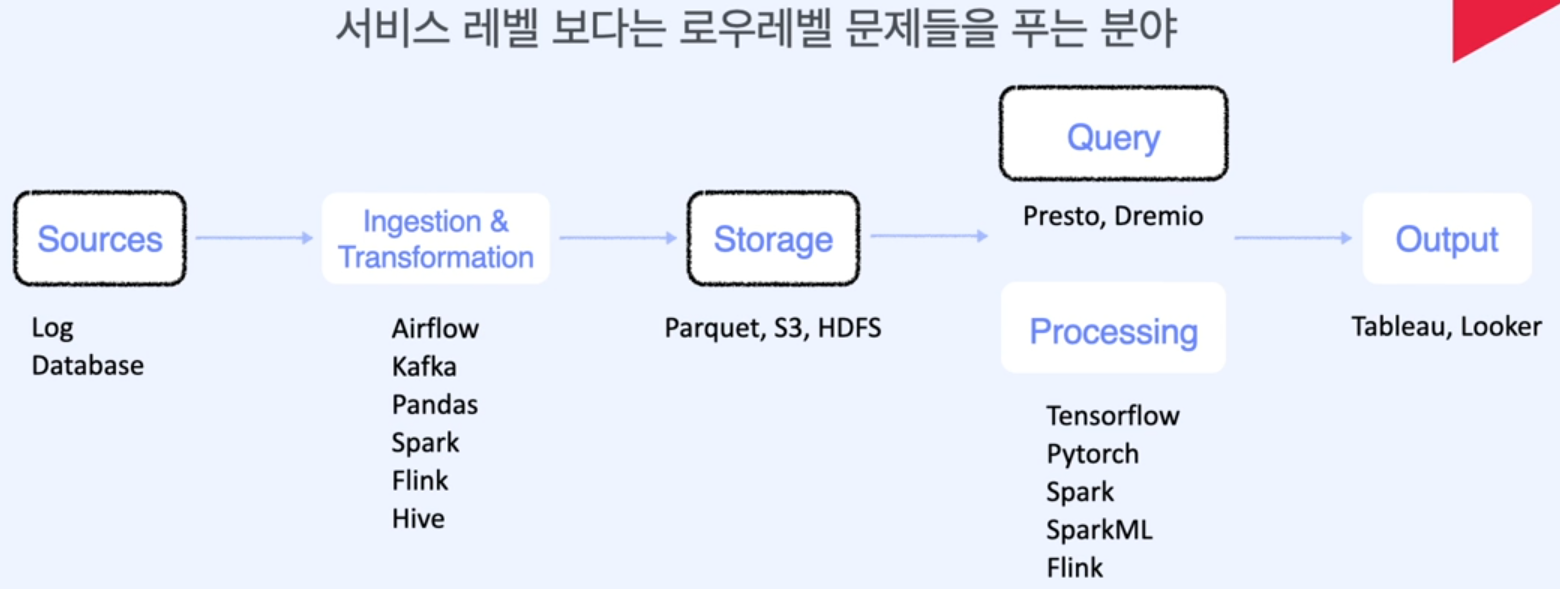 서비스 레벨 보다는 로우레벨 문제들을 푸는 분야
Sources
Log
Database
Ingestion &
Transformation
Airflow
Kafka
Pandas
Spark
Flink
Hive
Storage
Parquet, S3, HDFS
Query
Presto, Dremio
Processing
Tensorflow
Pytorch
Spark
SparkML
Flink
Output
Tableau, Looker